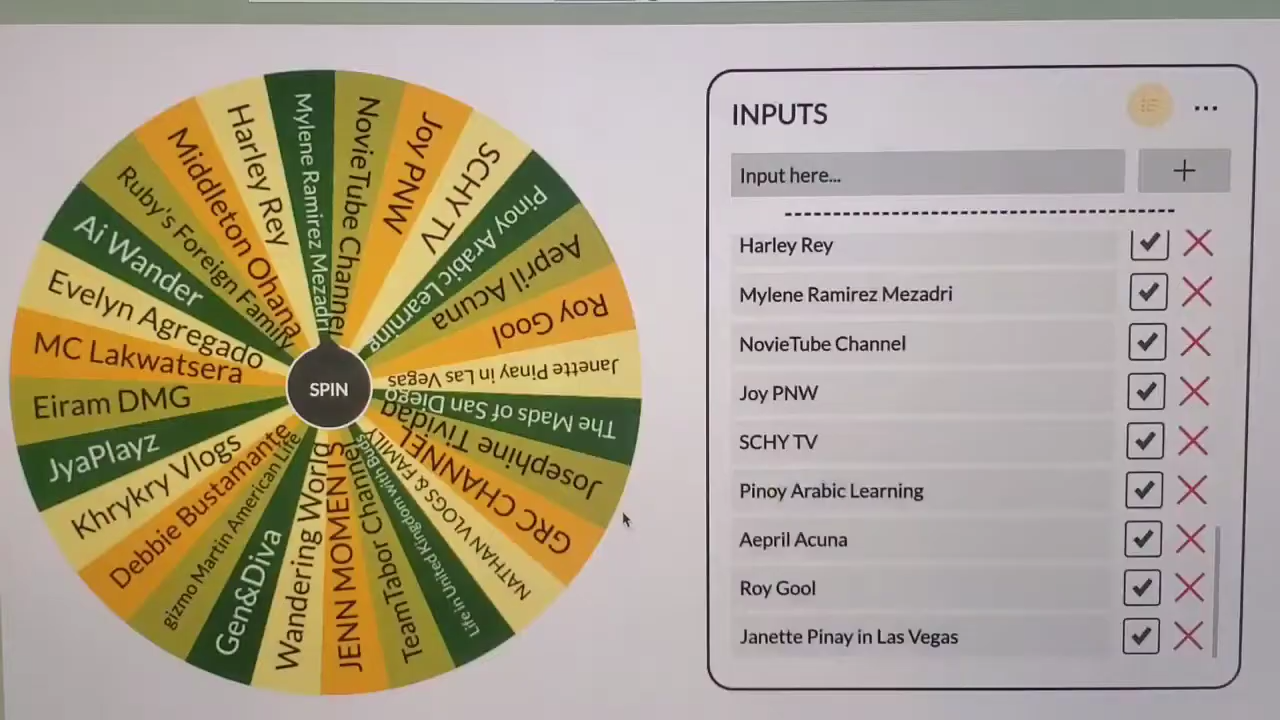 Mylene Ramirez Mezadri
NovieTube Channel
Joy PNW
SCHY TV
Pinoy Arabic Learning
Aepril Acuna
Roy Gool
Janette Pinay in Las Vegas
The Mads of San Diego
Josephine Tividad
GRC CHANNEL
NATHAN VLOGS & FAMILY
Life in United Kingdom with Buds
TeamTabor Channel
JENN MOMENTS
Wandering World
Gen&Diva
gizmo Martin American Life
Debbie Bustamante
Khrykry Vlogs
JyaPlayz
Eiram DMG
MC Lakwatsera
Evelyn Agregado
Ai Wander
Ruby's Foreign Family
Middleton Ohana
Harley Rey
SPIN
INPUTS
Input here...
Harley Rey
Mylene Ramirez Mezadri
NovieTube Channel
Joy PNW
SCHY TV
Pinoy Arabic Learning
Aepril Acuna
Roy Gool
Janette Pinay in Las Vegas